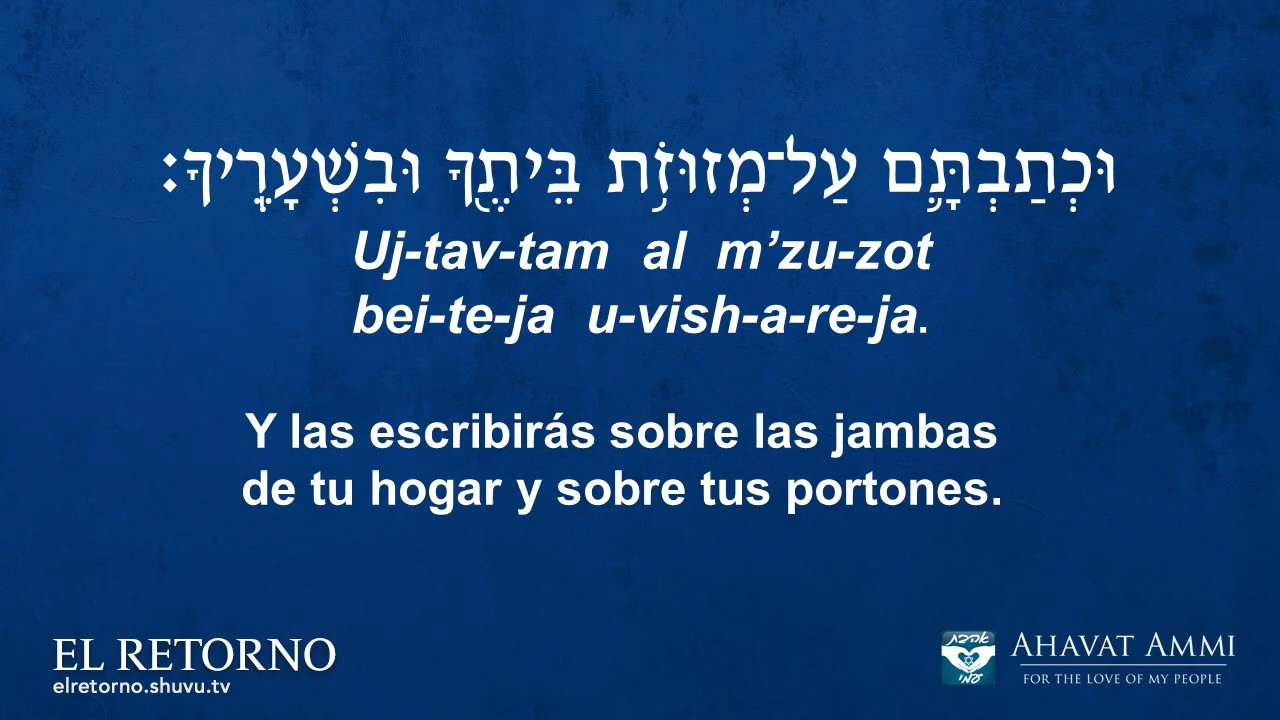 וּכְתַבְתָּ֛ם עַל־מְזוּזֹ֥ת בֵּיתֶ֖ךָ וּבִשְׁעָרֶֽיךָ׃
Uj-tav-tam al m’zu-zot
bei-te-ja u-vish-a-re-ja.
Y las escribirás sobre las jambas
de tu hogar y sobre tus portones.
EL RETORNO
elretorno.shuvu.tv
אהבת
עמי
AHAVAT AMMI
FOR THE LOVE OF MY PEOPLE